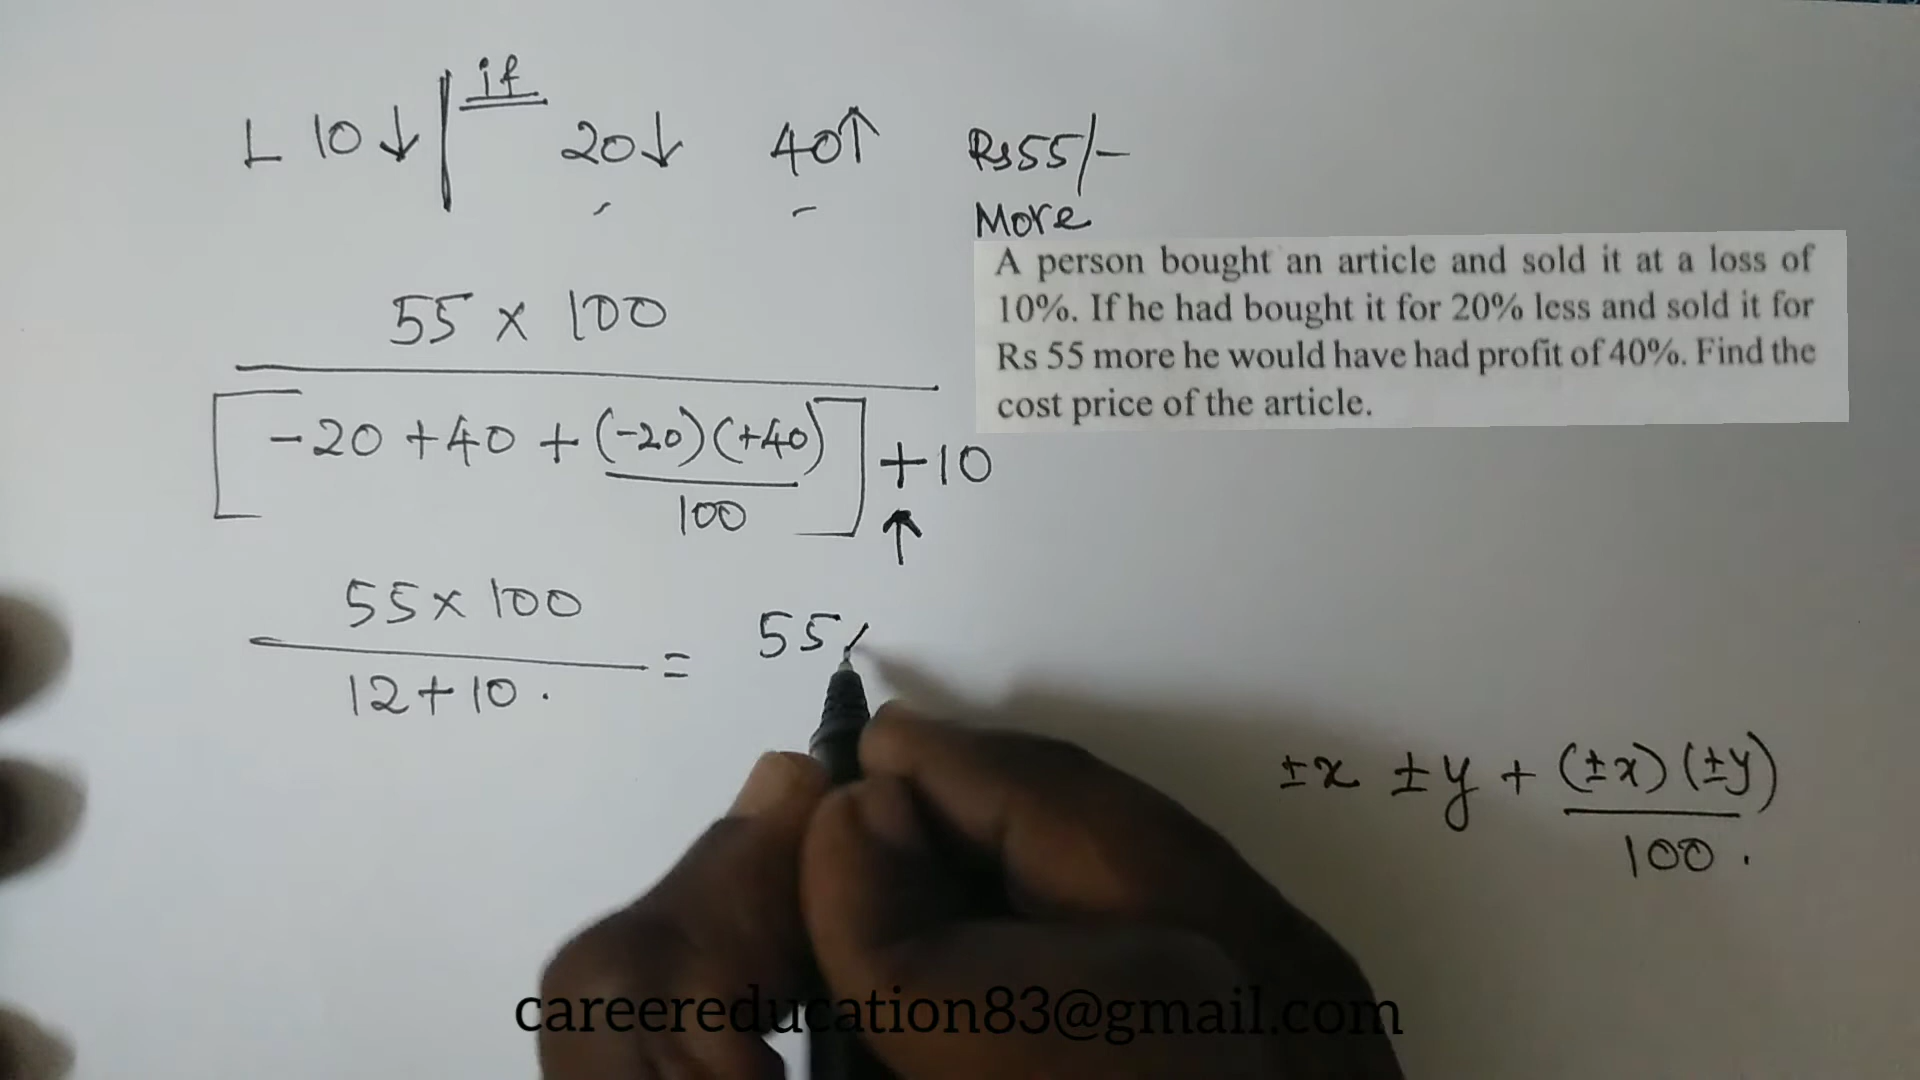 if
L 10↓ | 20↓ 40↑ Rs55/-
More
A person bought an article and sold it at a loss of
10%. If he had bought it for 20% less and sold it for
Rs 55 more he would have had profit of 40%. Find the
cost price of the article.
55 × 100
[-20 + 40 + (-20)(+40)] + 10
100
↑
55 × 100
12 + 10 .
= 55
±x ±y + (±x)(±y)
100 .
careereducation83@gmail.com